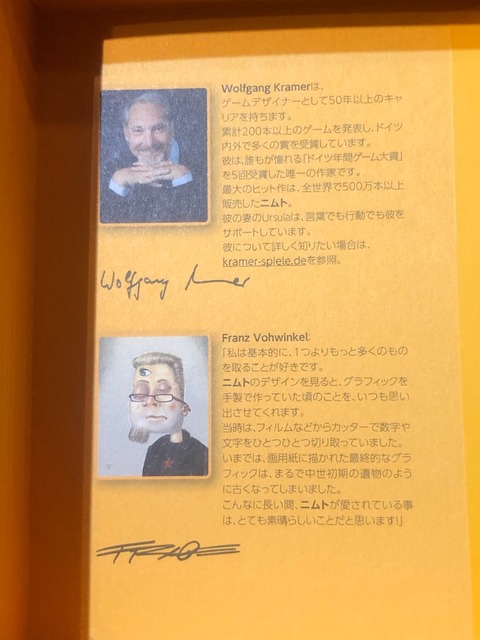 Wolfgang Kramerは、
ゲームデザイナーとして50年以上のキャ
リアを持ちます。
累計200本以上のゲームを発表し、ドイツ
内外で多くの賞を受賞しています。
彼は、誰もが憧れる「ドイツ年間ゲーム大賞」
を5回受賞した唯一の作家です。
最大のヒット作は、全世界で500万本以上
販売したニムト。
彼の妻のUrsulaは、言葉でも行動でも彼を
サポートしています。
彼について詳しく知りたい場合は、
kramer-spiele.deを参照。
Wolfgang Kramer
Franz Vohwinkel:
「私は基本的に、1つよりもっと多くのもの
を取ることが好きです。
ニムトのデザインを見ると、グラフィックを
手製で作っていた頃のことを、いつも思い
出させてくれます。
当時は、フィルムなどからカッターで数字や
文字をひとつひとつ切り取っていました。
いまでは、画用紙に描かれた最終的なグラ
フィックは、まるで中世初期の遺物のよう
に古くなってしまいました。
こんなに長い間、ニムトが愛されている事
は、とても素晴らしいことだと思います!」